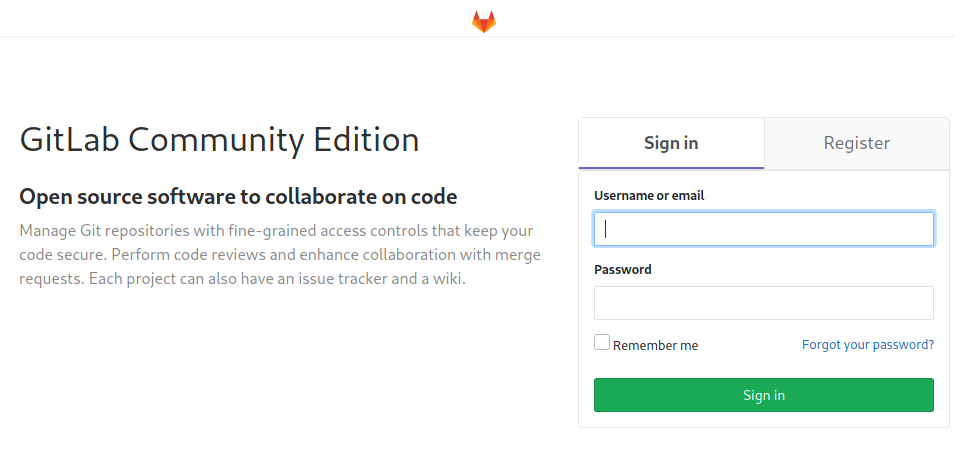 GitLab Community Edition
Open source software to collaborate on code
Manage Git repositories with fine-grained access controls that keep your
code secure. Perform code reviews and enhance collaboration with merge
requests. Each project can also have an issue tracker and a wiki.
Sign in
Register
Username or email
Password
Remember me
Forgot your password?
Sign in